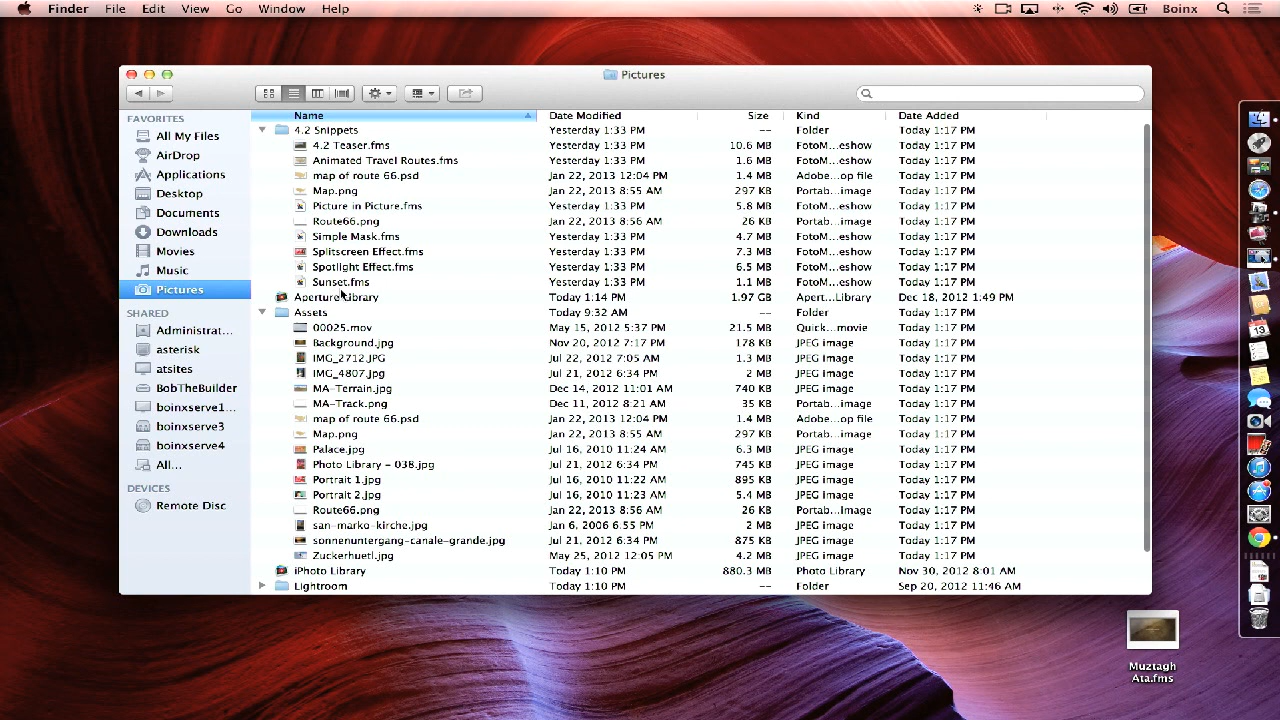 Finder File Edit View Go Window Help Boinx
Pictures
FAVORITES
All My Files
AirDrop
Applications
Desktop
Documents
Downloads
Movies
Music
Pictures
SHARED
Administrat...
asterisk
atsites
BobTheBuilder
boinxserve1...
boinxserve3
boinxserve4
All...
DEVICES
Remote Disc
Name Date Modified Size Kind Date Added
4.2 Snippets Yesterday 1:33 PM -- Folder Today 1:17 PM
4.2 Teaser.fms Yesterday 1:33 PM 10.6 MB FotoM...eshow Today 1:17 PM
Animated Travel Routes.fms Yesterday 1:33 PM 1.6 MB FotoM...eshow Today 1:17 PM
map of route 66.psd Jan 22, 2013 12:04 PM 1.4 MB Adobe...op file Today 1:17 PM
Map.png Jan 22, 2013 8:55 AM 297 KB Portab...image Today 1:17 PM
Picture in Picture.fms Yesterday 1:33 PM 5.8 MB FotoM...eshow Today 1:17 PM
Route66.png Jan 22, 2013 8:56 AM 26 KB Portab...image Today 1:17 PM
Simple Mask.fms Yesterday 1:33 PM 4.7 MB FotoM...eshow Today 1:17 PM
Splitscreen Effect.fms Yesterday 1:33 PM 7.3 MB FotoM...eshow Today 1:17 PM
Spotlight Effect.fms Yesterday 1:33 PM 6.5 MB FotoM...eshow Today 1:17 PM
Sunset.fms Yesterday 1:33 PM 1.1 MB FotoM...eshow Today 1:17 PM
Aperture Library Today 1:14 PM 1.97 GB Apert...Library Dec 18, 2012 1:49 PM
Assets Today 9:32 AM -- Folder Today 1:17 PM
00025.mov May 15, 2012 5:37 PM 21.5 MB Quick...movie Today 1:17 PM
Background.jpg Nov 20, 2012 7:17 PM 178 KB JPEG image Today 1:17 PM
IMG_2712.JPG Jul 22, 2012 7:05 AM 1.3 MB JPEG image Today 1:17 PM
IMG_4807.jpg Jul 21, 2012 6:34 PM 2 MB JPEG image Today 1:17 PM
MA-Terrain.jpg Dec 14, 2012 11:01 AM 740 KB JPEG image Today 1:17 PM
MA-Track.png Dec 11, 2012 8:21 AM 35 KB Portab...image Today 1:17 PM
map of route 66.psd Jan 22, 2013 12:04 PM 1.4 MB Adobe...op file Today 1:17 PM
Map.png Jan 22, 2013 8:55 AM 297 KB Portab...image Today 1:17 PM
Palace.jpg Jul 16, 2010 11:24 AM 1.3 MB JPEG image Today 1:17 PM
Photo Library - 038.jpg Jul 21, 2012 6:34 PM 745 KB JPEG image Today 1:17 PM
Portrait 1.jpg Jul 16, 2010 11:22 AM 895 KB JPEG image Today 1:17 PM
Portrait 2.jpg Jul 16, 2010 11:23 AM 5.4 MB JPEG image Today 1:17 PM
Route66.png Jan 22, 2013 8:56 AM 26 KB Portab...image Today 1:17 PM
san-marko-kirche.jpg Jan 6, 2006 6:55 PM 2 MB JPEG image Today 1:17 PM
sonnenuntergang-canale-grande.jpg Jul 21, 2012 6:34 PM 875 KB JPEG image Today 1:17 PM
Zuckerhuetl.jpg May 25, 2012 12:05 PM 4.2 MB JPEG image Today 1:17 PM
iPhoto Library Today 1:10 PM 880.3 MB Photo Library Nov 30, 2012 8:01 AM
Lightroom Today 1:10 PM -- Folder Sep 20, 2012 11:46 AM
Muztagh
Ata.fms